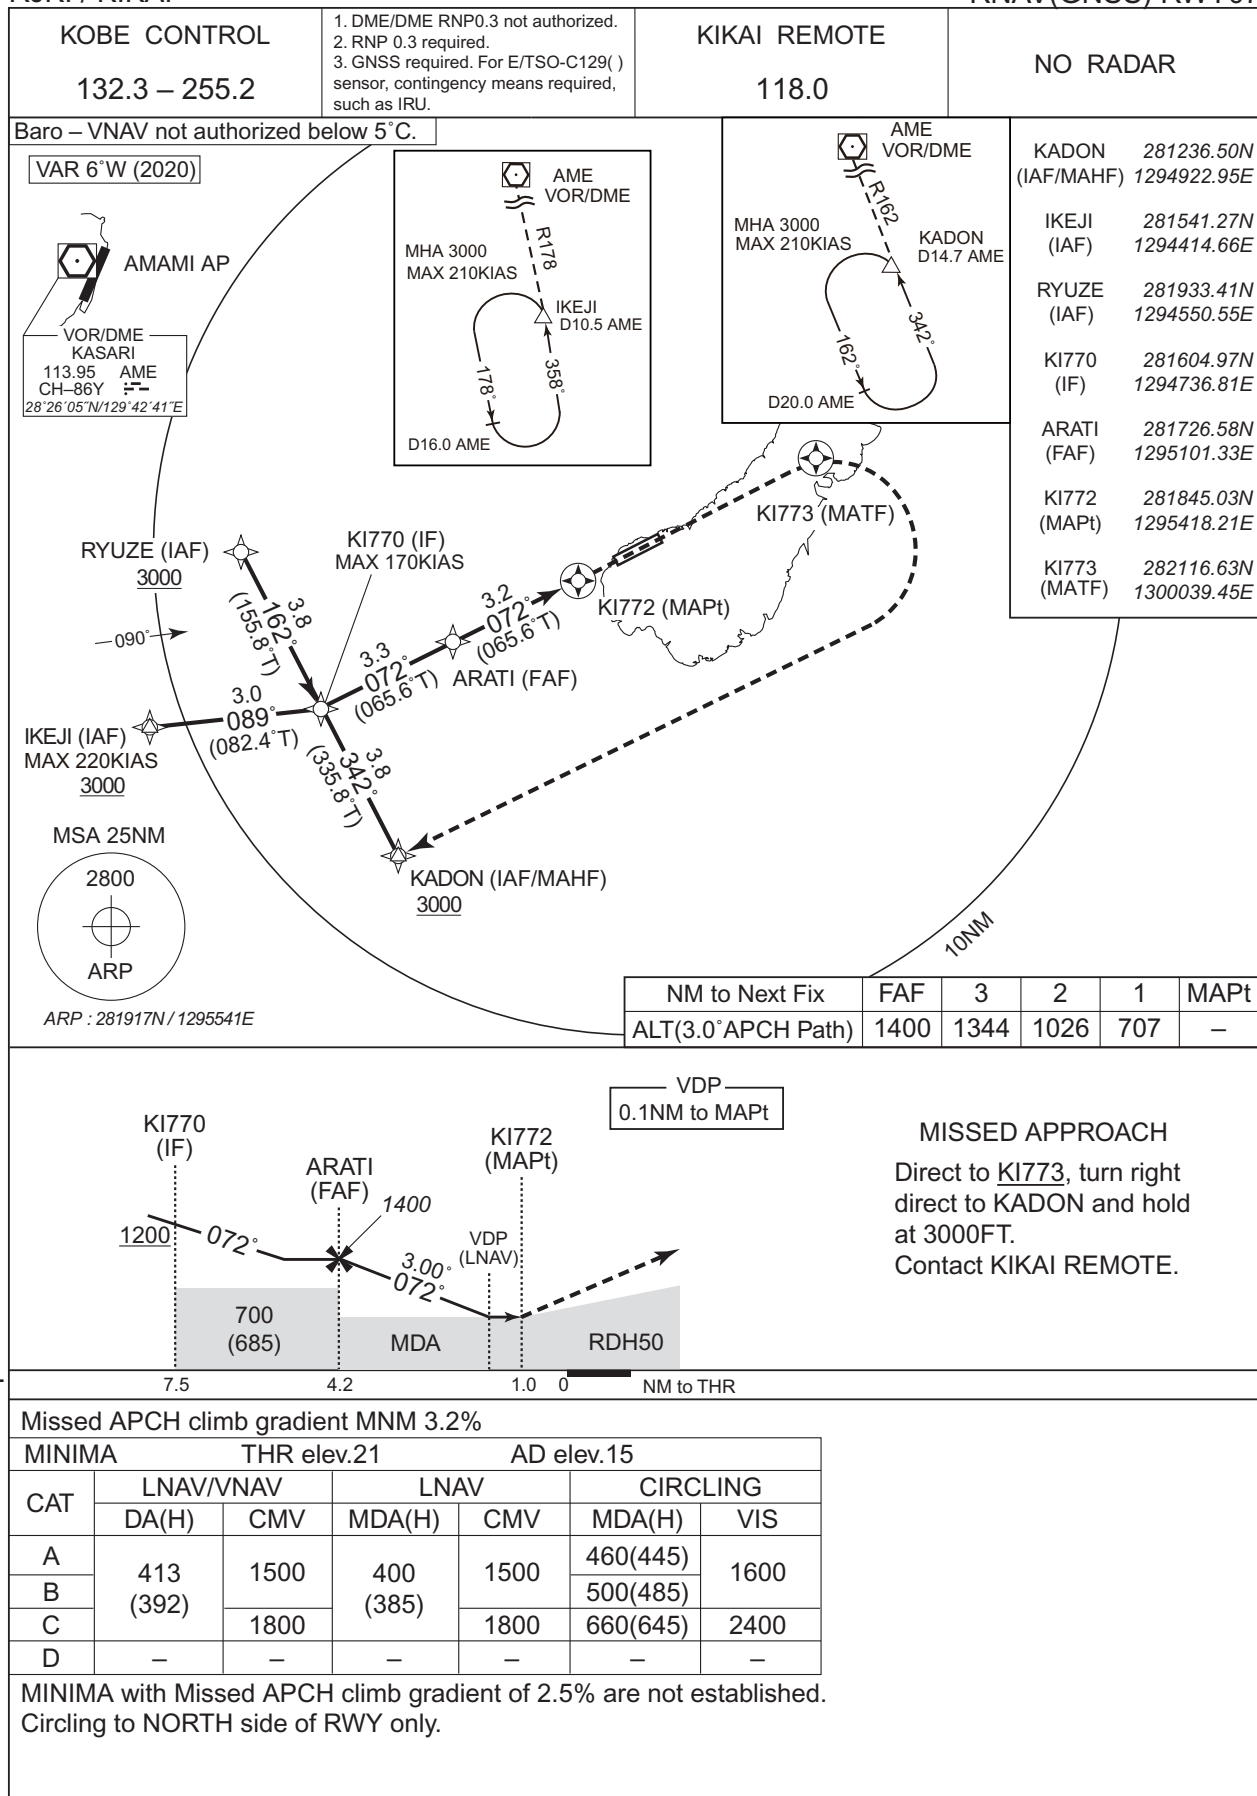 KOBE CONTROL
132.3 – 255.2
1. DME/DME RNP0.3 not authorized.
2. RNP 0.3 required.
3. GNSS required. For E/TSO-C129( )
sensor, contingency means required,
such as IRU.
KIKAI REMOTE
118.0
NO RADAR
Baro – VNAV not authorized below 5˚C.
VAR 6˚W (2020)
AMAMI AP
VOR/DME
KASARI
113.95 AME
CH–86Y
28˚26´05˝N/129˚42´41˝E
AME
VOR/DME
R178
MHA 3000
MAX 210KIAS
IKEJI
D10.5 AME
178˚
358˚
D16.0 AME
AME
VOR/DME
R162
MHA 3000
MAX 210KIAS
KADON
D14.7 AME
162˚
342˚
D20.0 AME
KADON 281236.50N
(IAF/MAHF) 1294922.95E
IKEJI 281541.27N
(IAF) 1294414.66E
RYUZE 281933.41N
(IAF) 1294550.55E
KI770 281604.97N
(IF) 1294736.81E
ARATI 281726.58N
(FAF) 1295101.33E
KI772 281845.03N
(MAPt) 1295418.21E
KI773 282116.63N
(MATF) 1300039.45E
KI773 (MATF)
RYUZE (IAF)
3000
KI770 (IF)
MAX 170KIAS
KI772 (MAPt)
3.8
162˚
(155.8˚T)
090˚
3.2
072˚
(065.6˚T)
3.3
072˚
(065.6˚T)
ARATI (FAF)
3.0
089˚
(082.4˚T)
IKEJI (IAF)
MAX 220KIAS
3000
3.8
342˚
(335.8˚T)
KADON (IAF/MAHF)
3000
MSA 25NM
2800
ARP
ARP : 281917N / 1295541E
10NM
NM to Next Fix FAF 3 2 1 MAPt
ALT(3.0˚APCH Path) 1400 1344 1026 707 –
VDP
0.1NM to MAPt
KI770
(IF)
ARATI
(FAF)
KI772
(MAPt)
1400
1200
072˚
3.00˚
072˚
VDP
(LNAV)
700
(685)
MDA
RDH50
7.5 4.2 1.0 0 NM to THR
MISSED APPROACH
Direct to KI773, turn right
direct to KADON and hold
at 3000FT.
Contact KIKAI REMOTE.
Missed APCH climb gradient MNM 3.2%
MINIMA THR elev.21 AD elev.15
CAT LNAV/VNAV LNAV CIRCLING
DA(H) CMV MDA(H) CMV MDA(H) VIS
A 413 (392) 1500 400 (385) 1500 460(445) 1600
B 500(485)
C 1800 1800 660(645) 2400
D – – – – – –
MINIMA with Missed APCH climb gradient of 2.5% are not established.
Circling to NORTH side of RWY only.